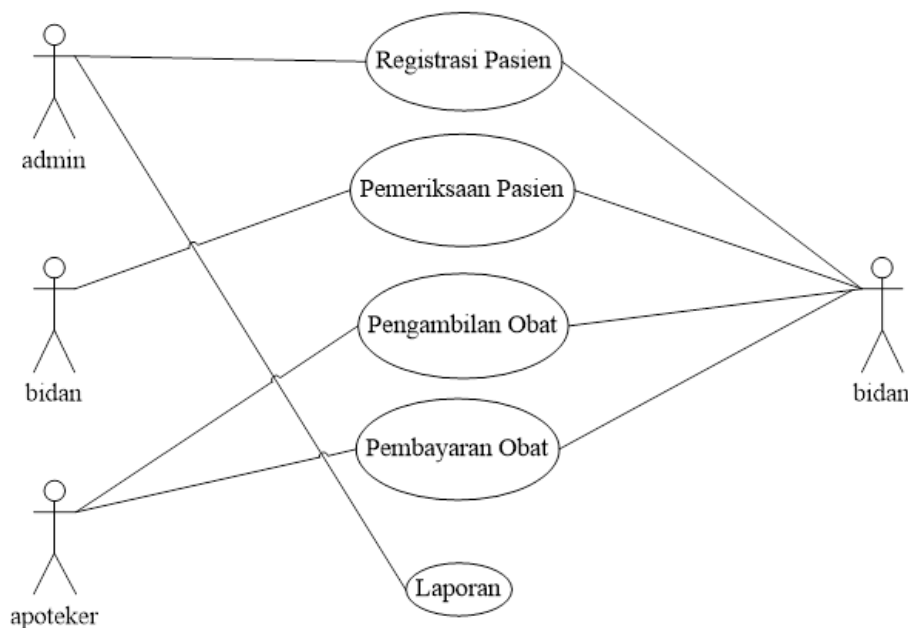 Registrasi Pasien
admin
Pemeriksaan Pasien
bidan
Pengambilan Obat
bidan
Pembayaran Obat
apoteker
Laporan